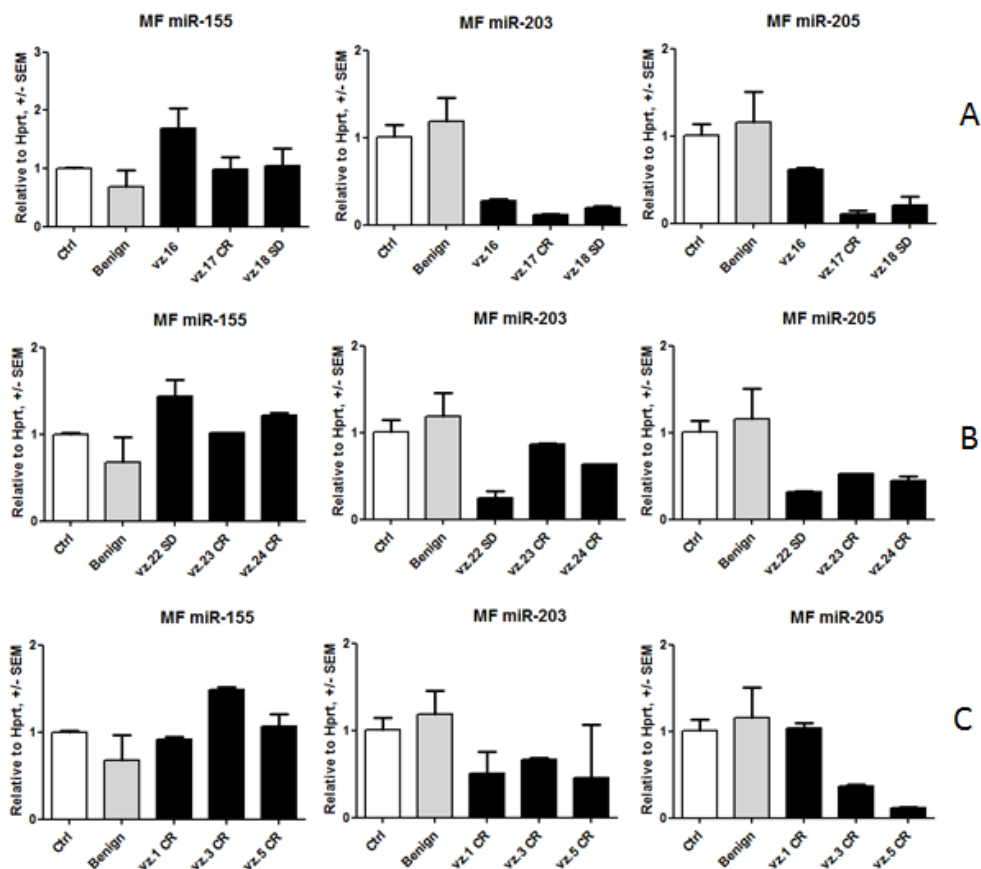 MF miR-155 MF miR-203 MF miR-205
Relative to Hprt, +/- SEM
3
2
1
0
Ctrl Benign vz.16 vz.17 CR vz.18 SD
Relative to Hprt, +/- SEM
2
1
0
Ctrl Benign vz.16 vz.17 CR vz.18 SD
Relative to Hprt, +/- SEM
2
1
0
Ctrl Benign vz.16 vz.17 CR vz.18 SD
A
MF miR-155 MF miR-203 MF miR-205
Relative to Hprt, +/- SEM
2
1
0
Ctrl Benign vz.22 SD vz.23 CR vz.24 CR
Relative to Hprt, +/- SEM
2
1
0
Ctrl Benign vz.22 SD vz.23 CR vz.24 CR
Relative to Hprt, +/- SEM
2
1
0
Ctrl Benign vz.22 SD vz.23 CR vz.24 CR
B
MF miR-155 MF miR-203 MF miR-205
Relative to Hprt, +/- SEM
2
1
0
Ctrl Benign vz.1 CR vz.3 CR vz.5 CR
Relative to Hprt, +/- SEM
2
1
0
Ctrl Benign vz.1 CR vz.3 CR vz.5 CR
Relative to Hprt, +/- SEM
2
1
0
Ctrl Benign vz.1 CR vz.3 CR vz.5 CR
C